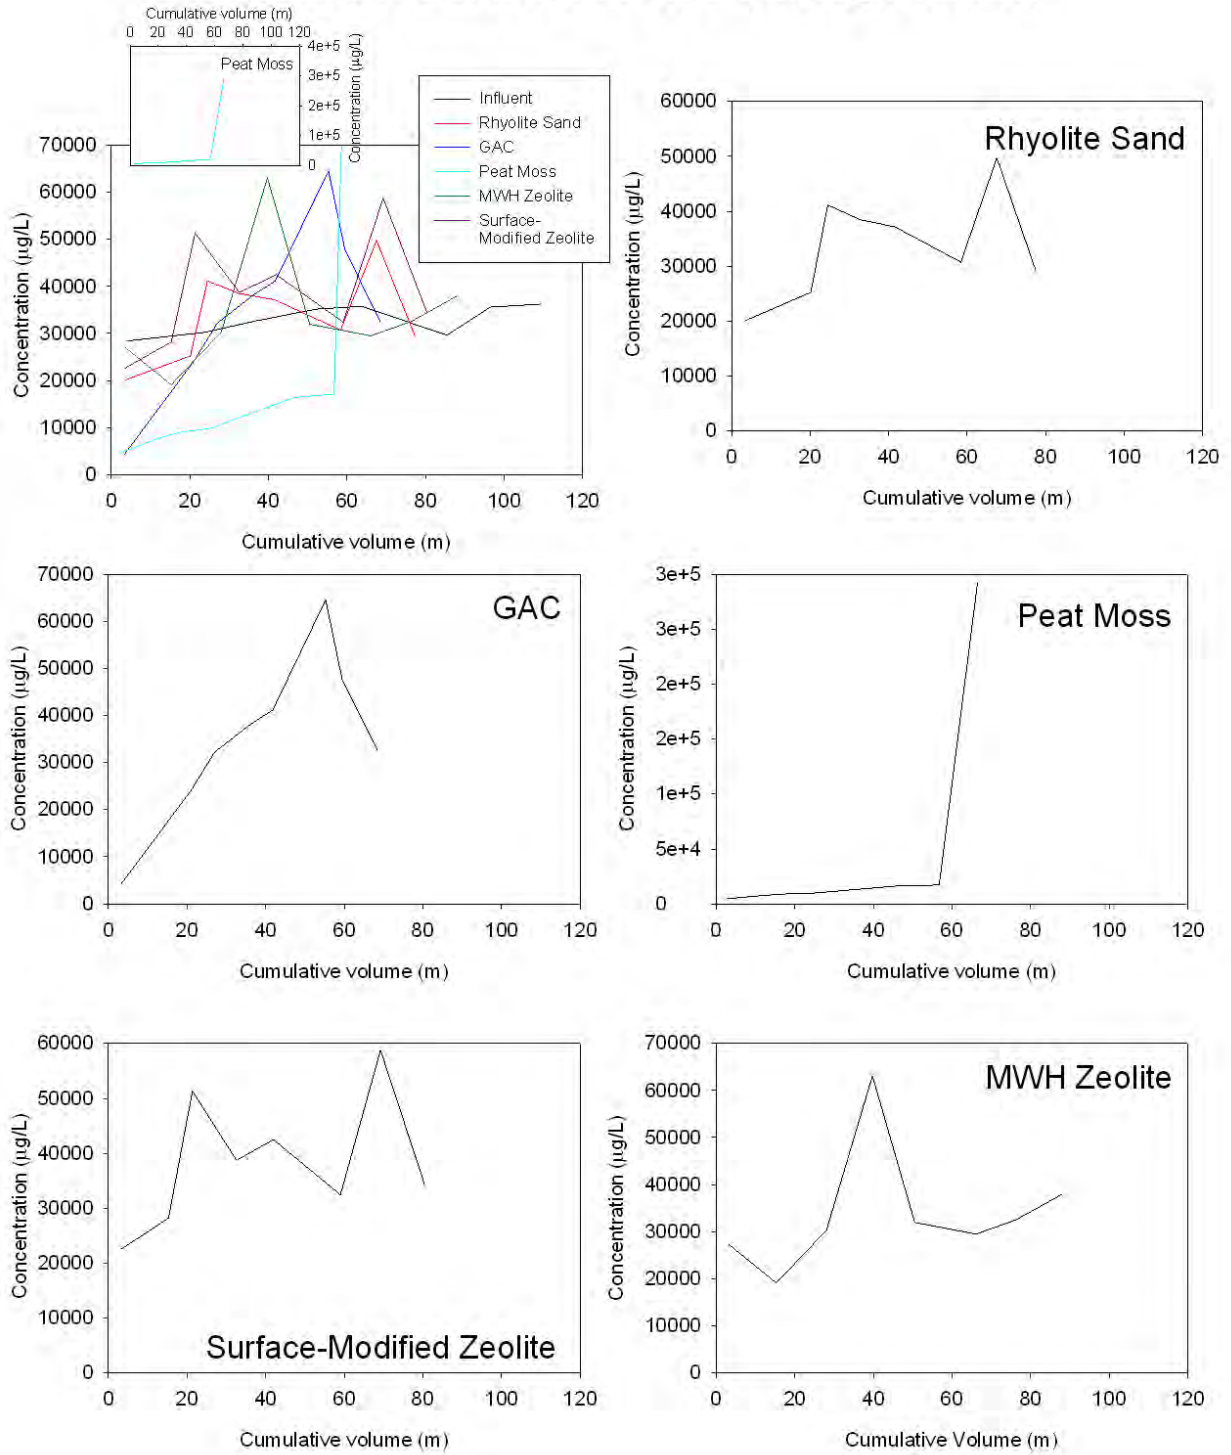 Cumulative volume (m)
0 20 40 60 80 100 120
4e+5
3e+5
2e+5
1e+5
0
Concentration (µg/L)
Peat Moss
Influent
Rhyolite Sand
GAC
Peat Moss
MWH Zeolite
Surface-
Modified Zeolite
70000
60000
50000
40000
30000
20000
10000
0
Concentration (µg/L)
0 20 40 60 80 100 120
Cumulative volume (m)
Rhyolite Sand
60000
50000
40000
30000
20000
10000
0
Concentration (µg/L)
0 20 40 60 80 100 120
Cumulative volume (m)
GAC
70000
60000
50000
40000
30000
20000
10000
0
Concentration (µg/L)
0 20 40 60 80 100 120
Cumulative volume (m)
Peat Moss
3e+5
3e+5
2e+5
2e+5
1e+5
5e+4
0
Concentration (µg/L)
0 20 40 60 80 100 120
Cumulative volume (m)
60000
50000
40000
30000
20000
10000
0
Concentration (µg/L)
Surface-Modified Zeolite
0 20 40 60 80 100 120
Cumulative volume (m)
MWH Zeolite
70000
60000
50000
40000
30000
20000
10000
0
Concentration (µg/L)
0 20 40 60 80 100 120
Cumulative Volume (m)